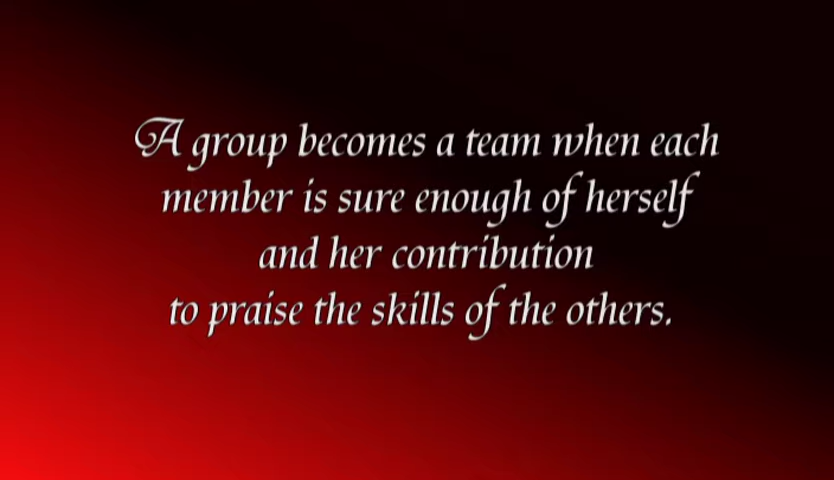 A group becomes a team when each
member is sure enough of herself
and her contribution
to praise the skills of the others.